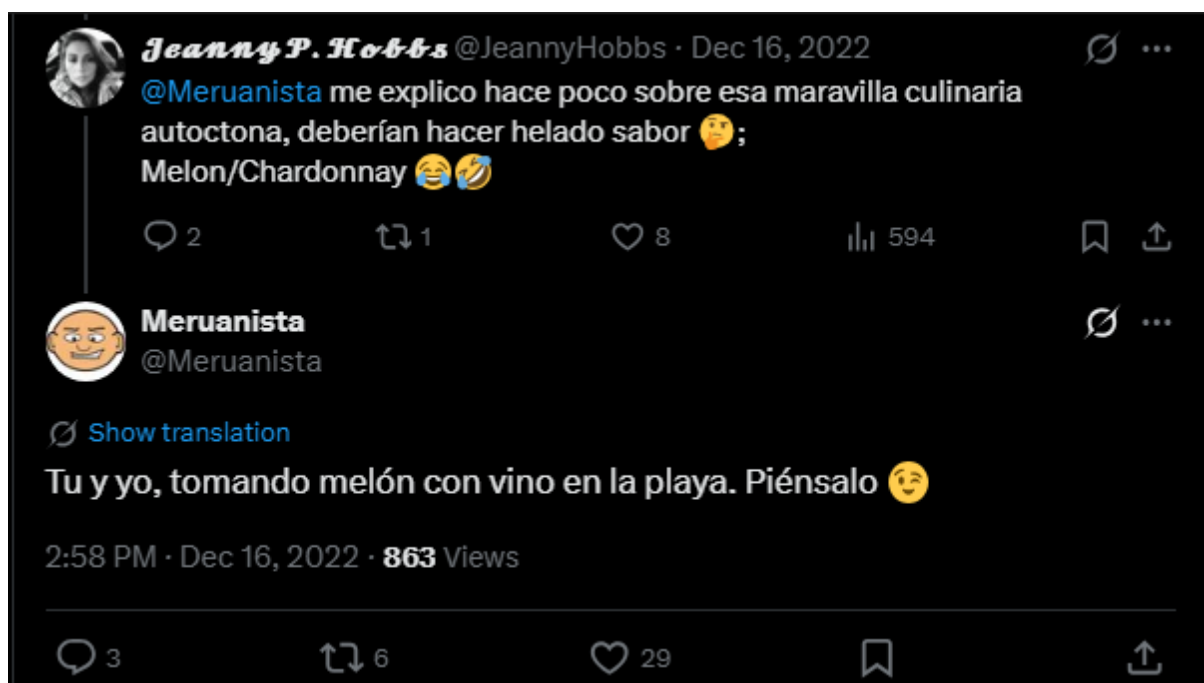 Jeanny P. Hobbs @JeannyHobbs · Dec 16, 2022
@Meruanista me explico hace poco sobre esa maravilla culinaria
autoctona, deberían hacer helado sabor 🤔;
Melon/Chardonnay 😂🤣
2 1 8 594
Meruanista
@Meruanista
Show translation
Tu y yo, tomando melón con vino en la playa. Piénsalo 😉
2:58 PM · Dec 16, 2022 · 863 Views
3 6 29